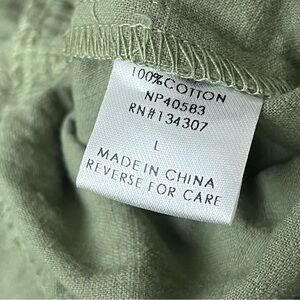 100%COTTON
NP40583
RN#134307
L
MADE IN CHINA
REVERSE FOR CARE